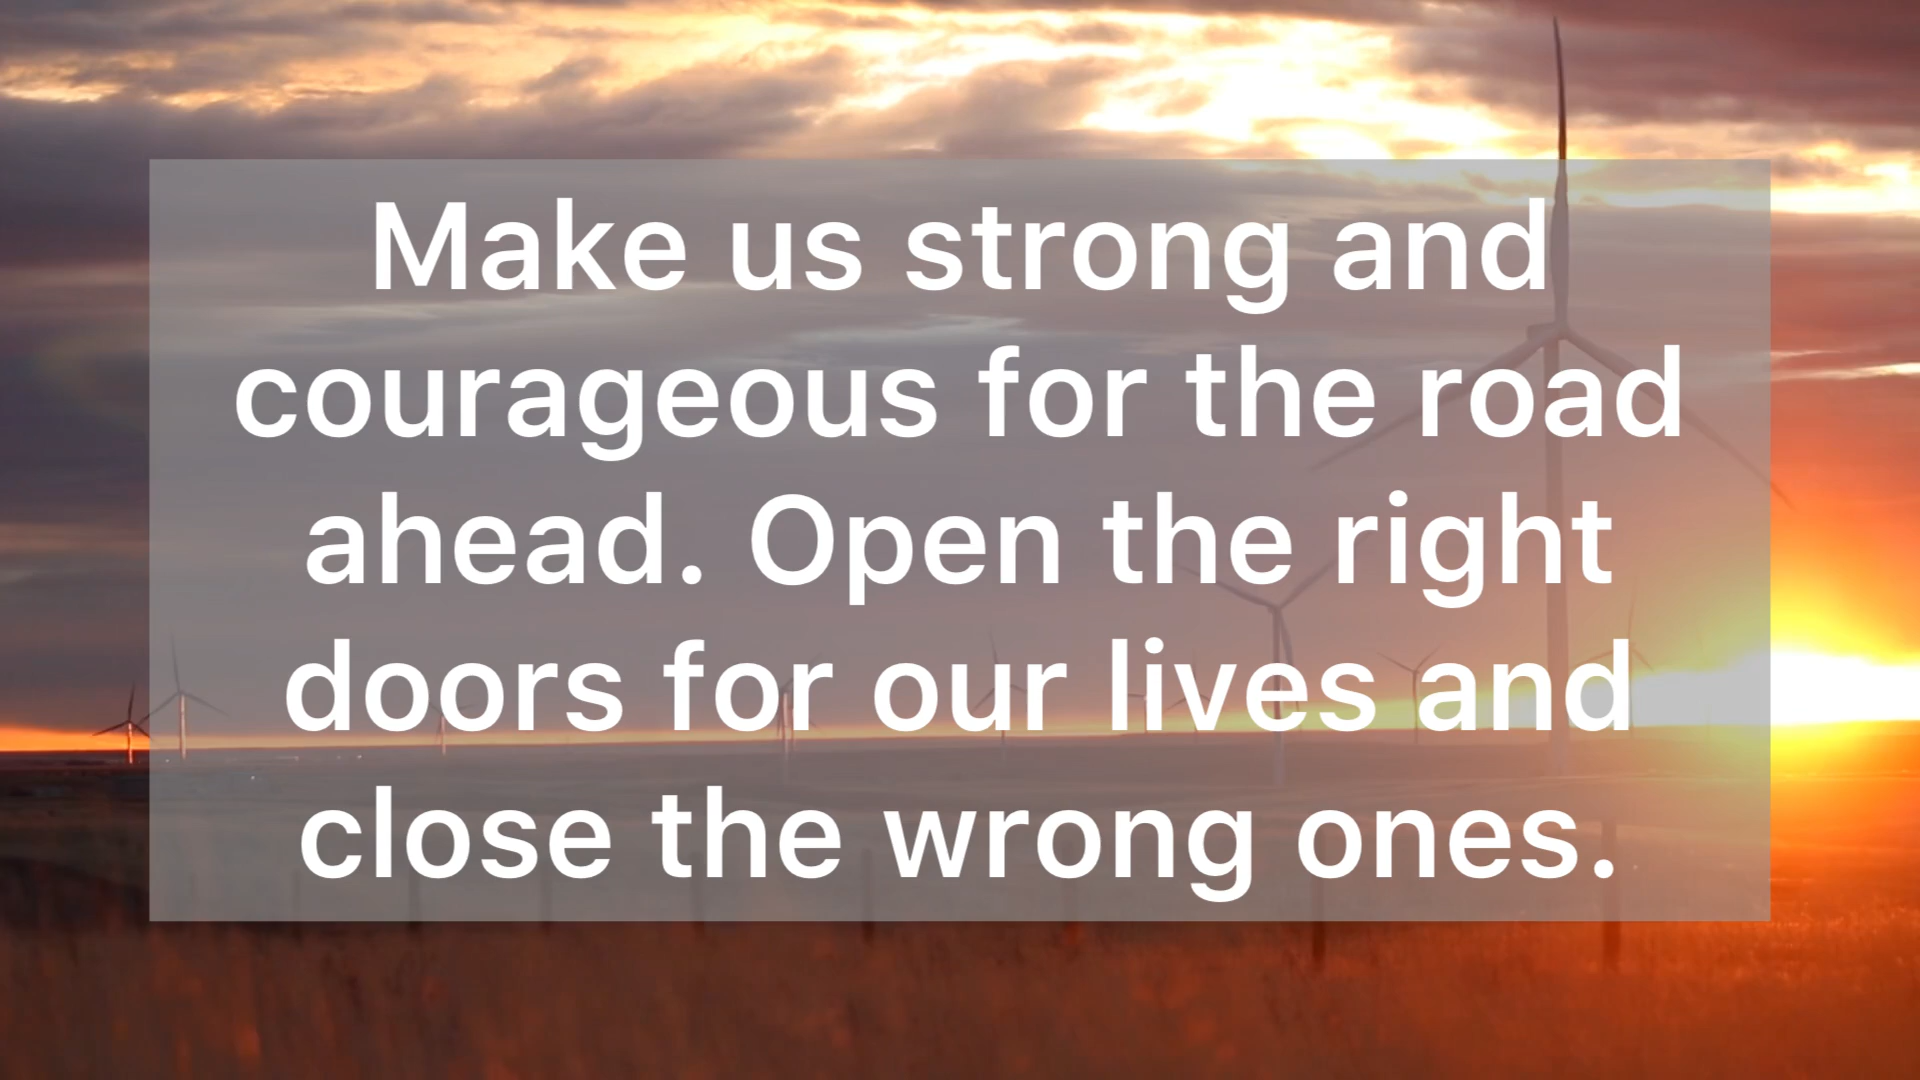 Make us strong and
courageous for the road
ahead. Open the right
doors for our lives and
close the wrong ones.